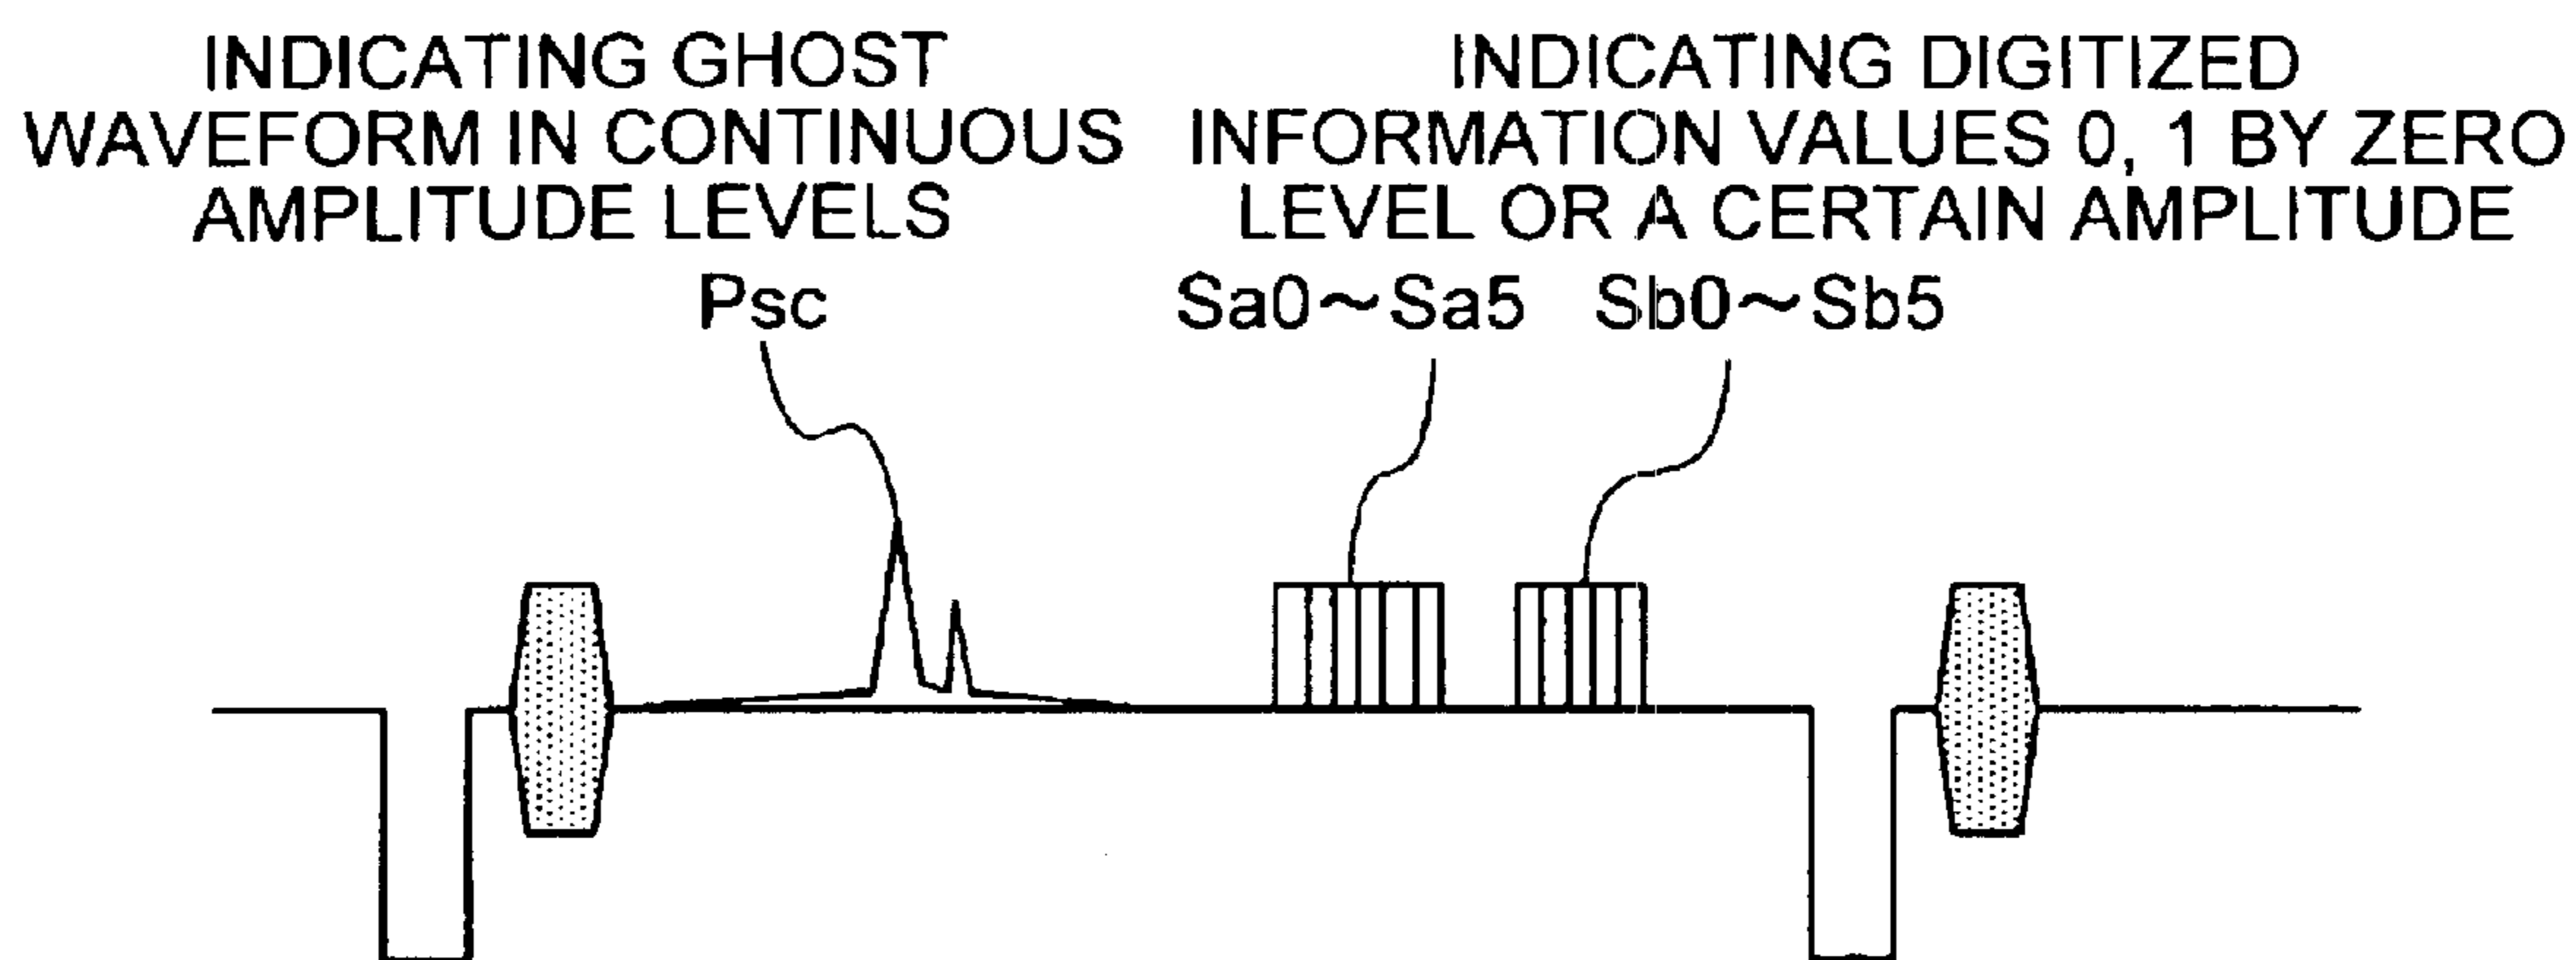 INDICATING GHOST
WAVEFORM IN CONTINUOUS
AMPLITUDE LEVELS
Psc
INDICATING DIGITIZED
INFORMATION VALUES 0, 1 BY ZERO
LEVEL OR A CERTAIN AMPLITUDE
Sa0~Sa5 Sb0~Sb5